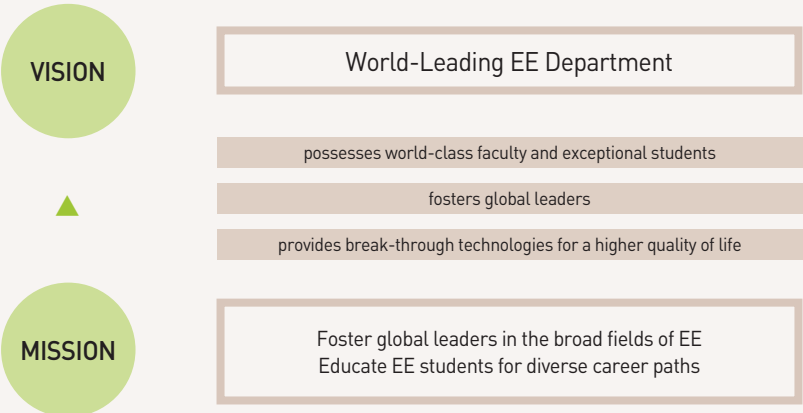 VISION
World-Leading EE Department
possesses world-class faculty and exceptional students
fosters global leaders
provides break-through technologies for a higher quality of life
MISSION
Foster global leaders in the broad fields of EE
Educate EE students for diverse career paths